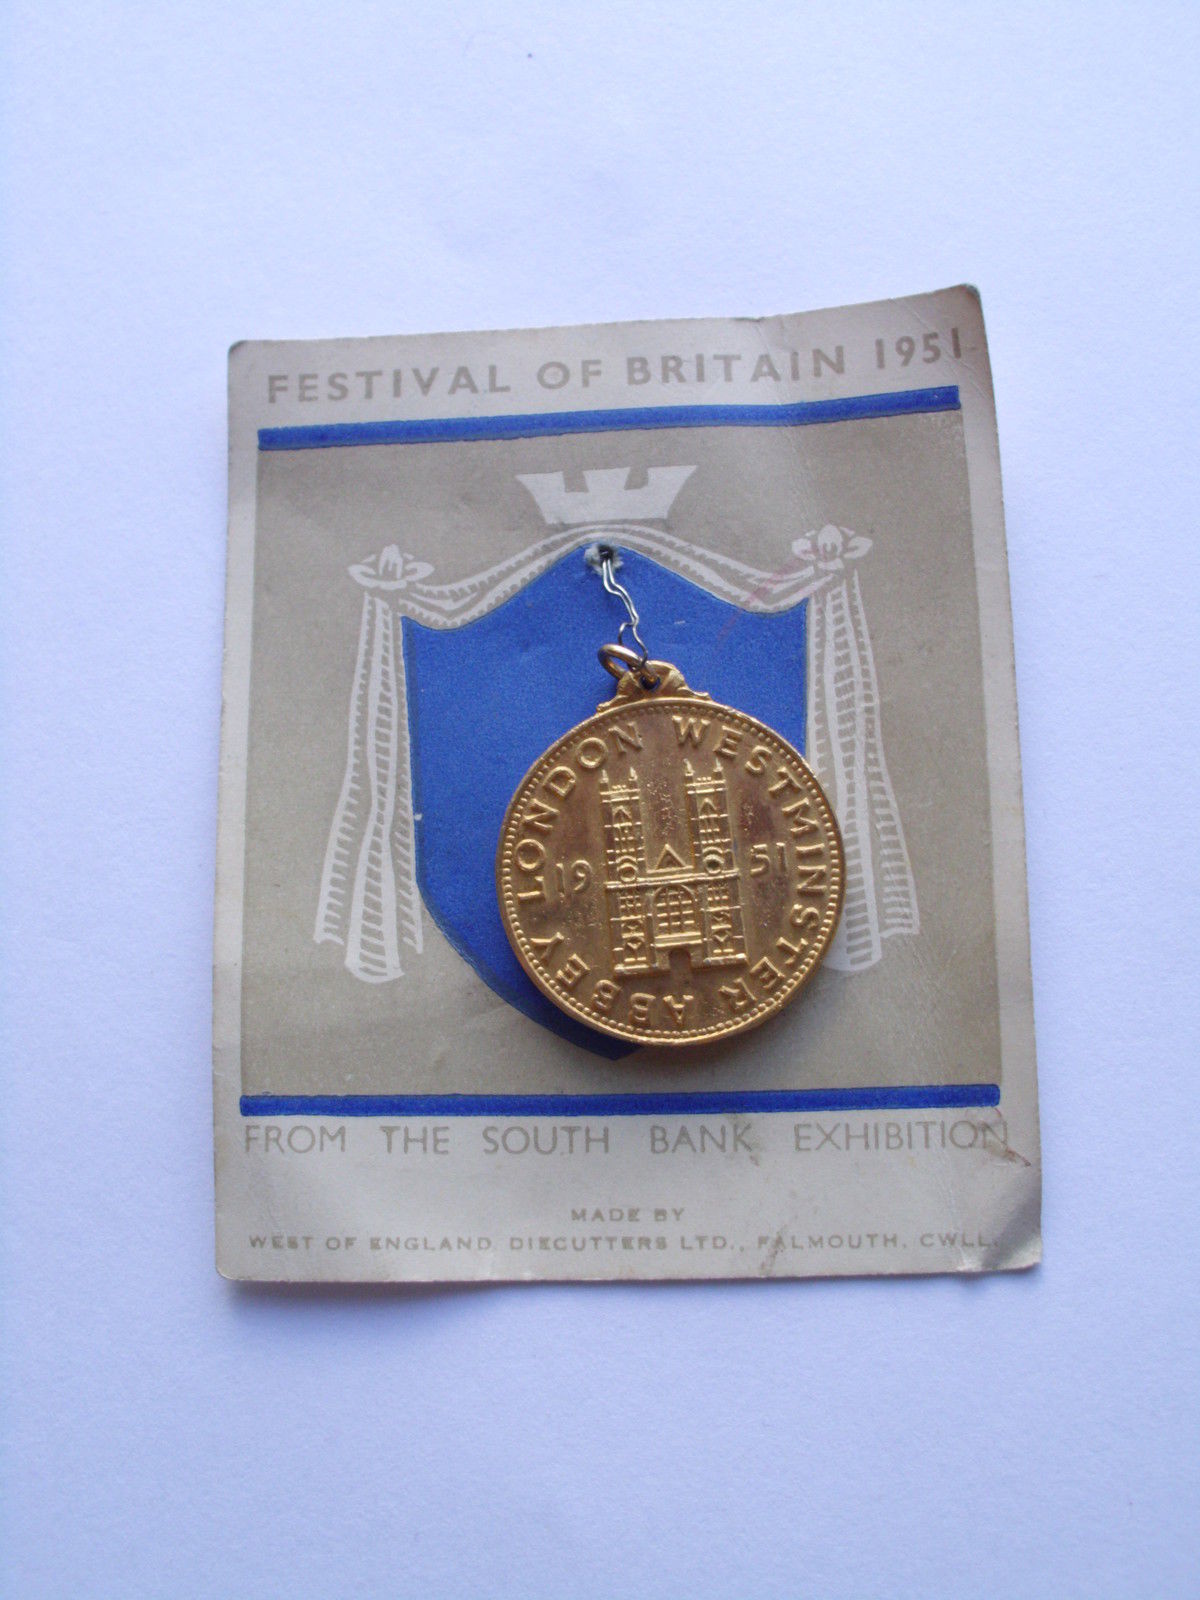 FESTIVAL OF BRITAIN 1951
LONDON WESTMINSTER ABBEY
19 51
FROM THE SOUTH BANK EXHIBITION
MADE BY
WEST OF ENGLAND DIECUTTERS LTD., FALMOUTH, CWLL.